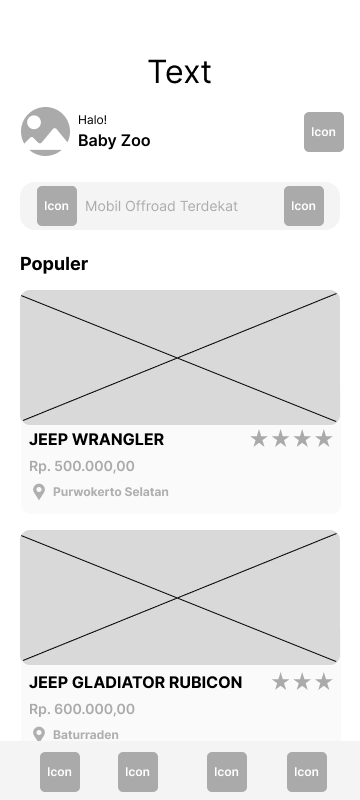 Text
Halo!
Baby Zoo
Icon
Icon
Mobil Offroad Terdekat
Icon
Populer
JEEP WRANGLER
Rp. 500.000,00
Purwokerto Selatan
JEEP GLADIATOR RUBICON
Rp. 600.000,00
Baturraden
Icon
Icon
Icon
Icon